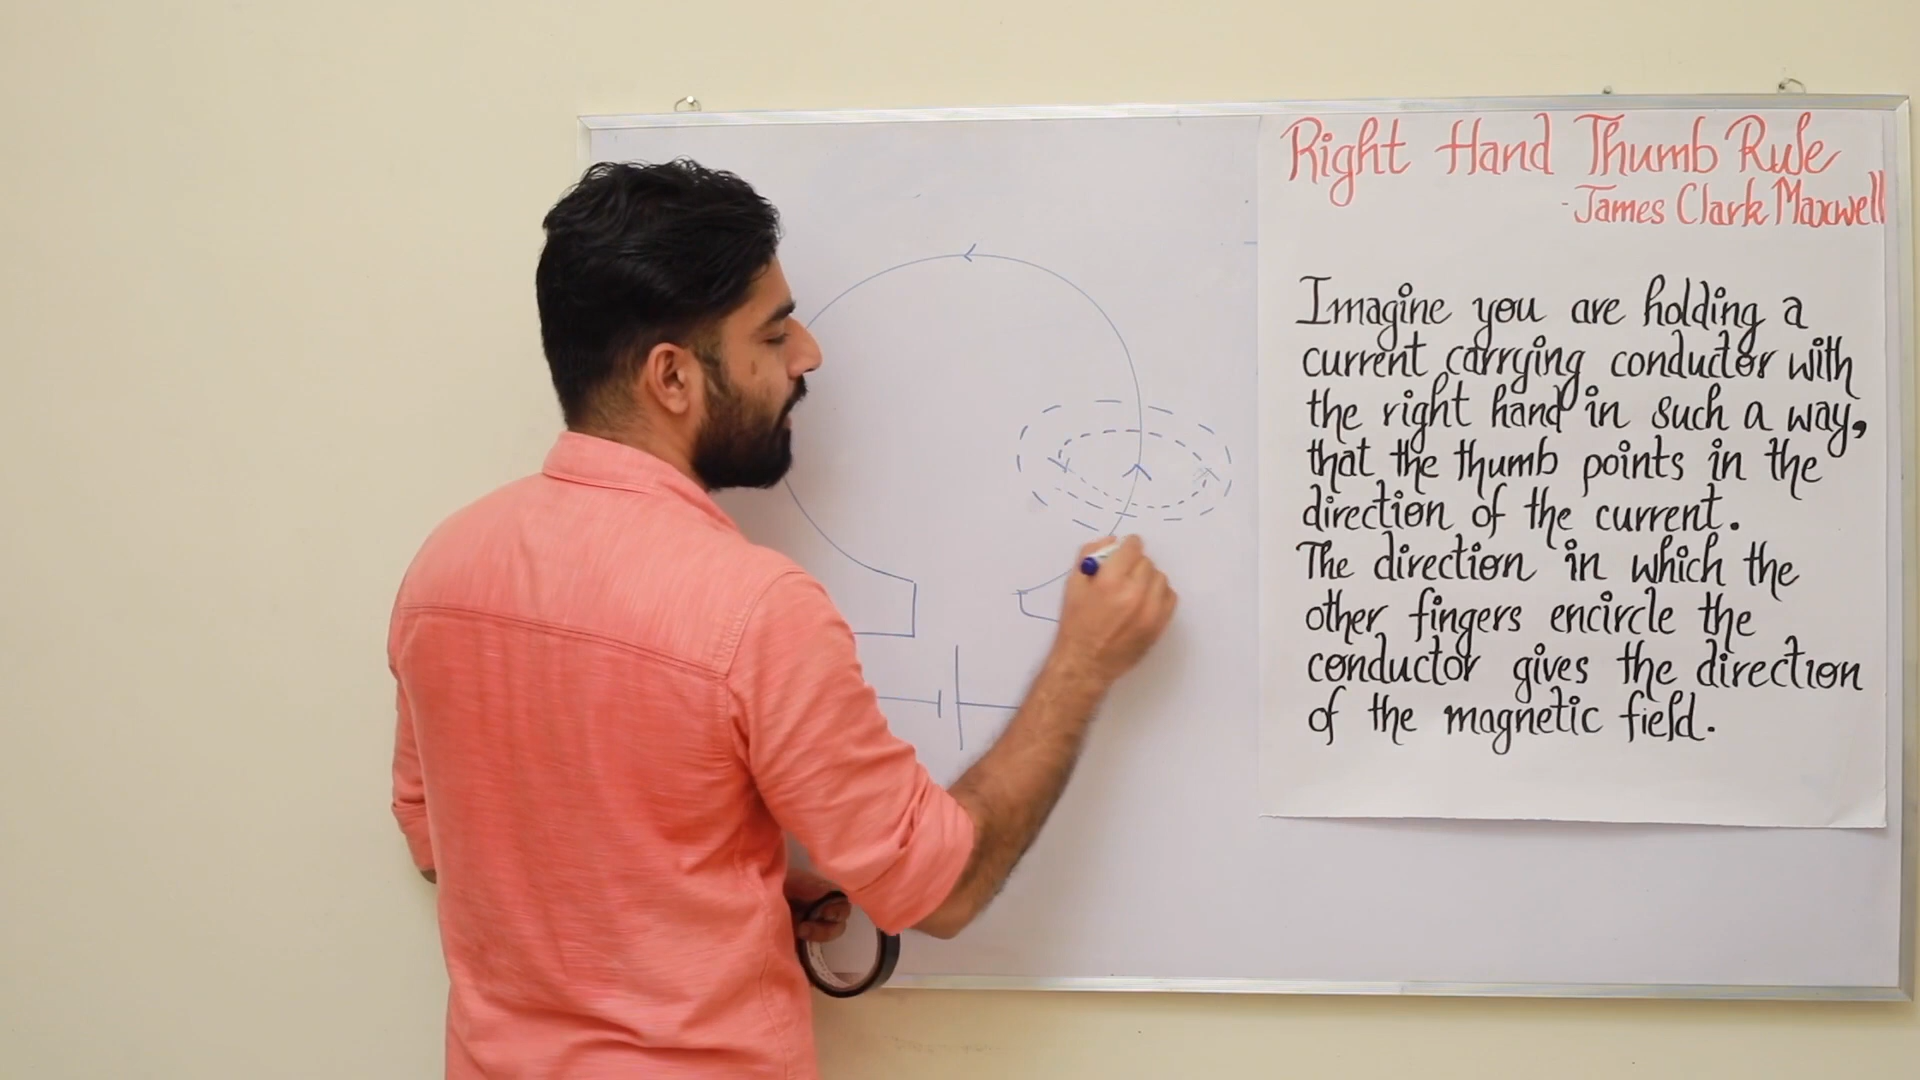 Right Hand Thumb Rule
-James Clark Maxwell
Imagine you are holding a
current carrying conductor with
the right hand in such a way,
that the thumb points in the
direction of the current.
The direction in which the
other fingers encircle the
conductor gives the direction
of the magnetic field.